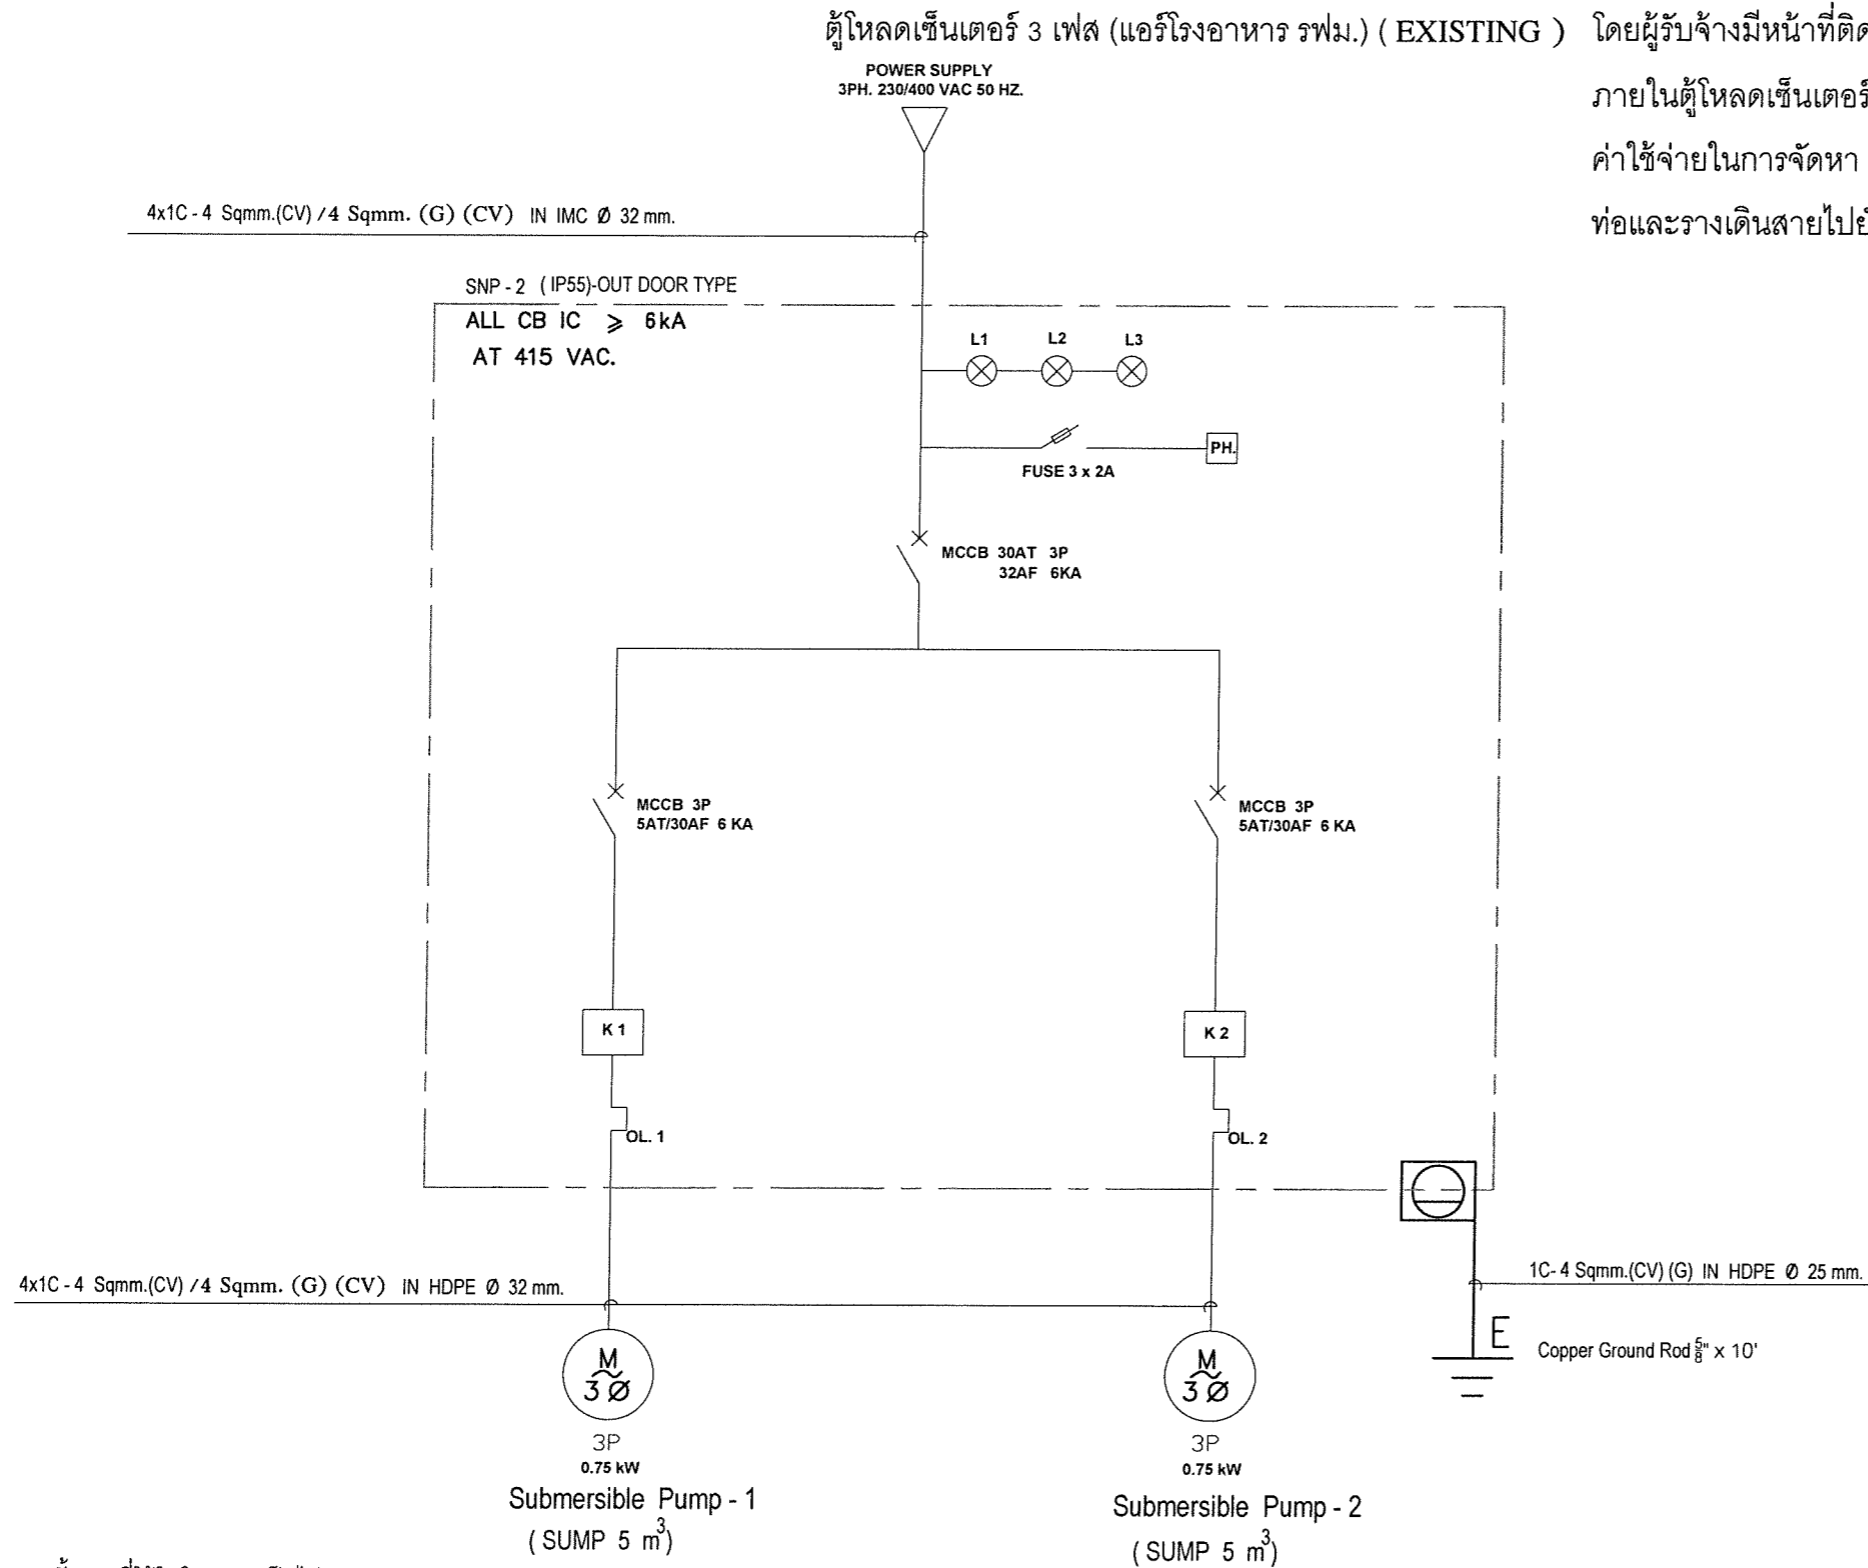 ตู้โหลดเซ็นเตอร์ 3 เฟส (แอร์โรงอาหาร รฟม.) ( EXISTING )
โดยผู้รับจ้างมีหน้าที่ติด
ภายในตู้โหลดเซ็นเตอร์
ค่าใช้จ่ายในการจัดหา
ท่อและรางเดินสายไปยั
POWER SUPPLY
3PH. 230/400 VAC 50 HZ.
4x1C - 4 Sqmm.(CV) /4 Sqmm. (G) (CV) IN IMC Ø 32 mm.
SNP - 2 ( IP55)-OUT DOOR TYPE
ALL CB IC ⩾ 6kA
AT 415 VAC.
L1 L2 L3
PH.
FUSE 3 x 2A
MCCB 30AT 3P
32AF 6KA
MCCB 3P
5AT/30AF 6 KA
MCCB 3P
5AT/30AF 6 KA
K 1
K 2
OL. 1
OL. 2
4x1C - 4 Sqmm.(CV) /4 Sqmm. (G) (CV) IN HDPE Ø 32 mm.
1C- 4 Sqmm.(CV) (G) IN HDPE Ø 25 mm.
E
Copper Ground Rod 5/8" x 10'
M
3 Ø
3P
0.75 kW
Submersible Pump - 1
( SUMP 5 m³)
M
3 Ø
3P
0.75 kW
Submersible Pump - 2
( SUMP 5 m³)